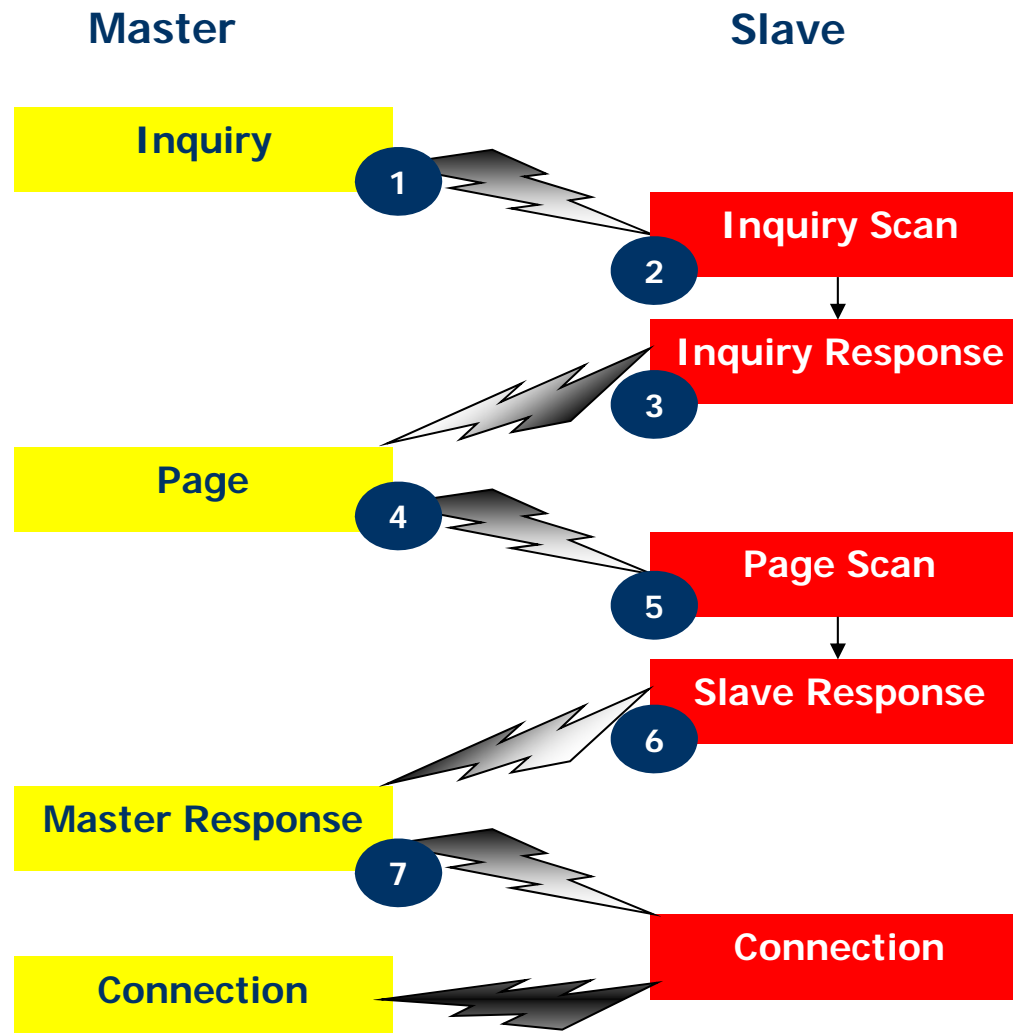 Master
Slave
Inquiry
1
Inquiry Scan
2
Inquiry Response
3
Page
4
Page Scan
5
Slave Response
6
Master Response
7
Connection
Connection